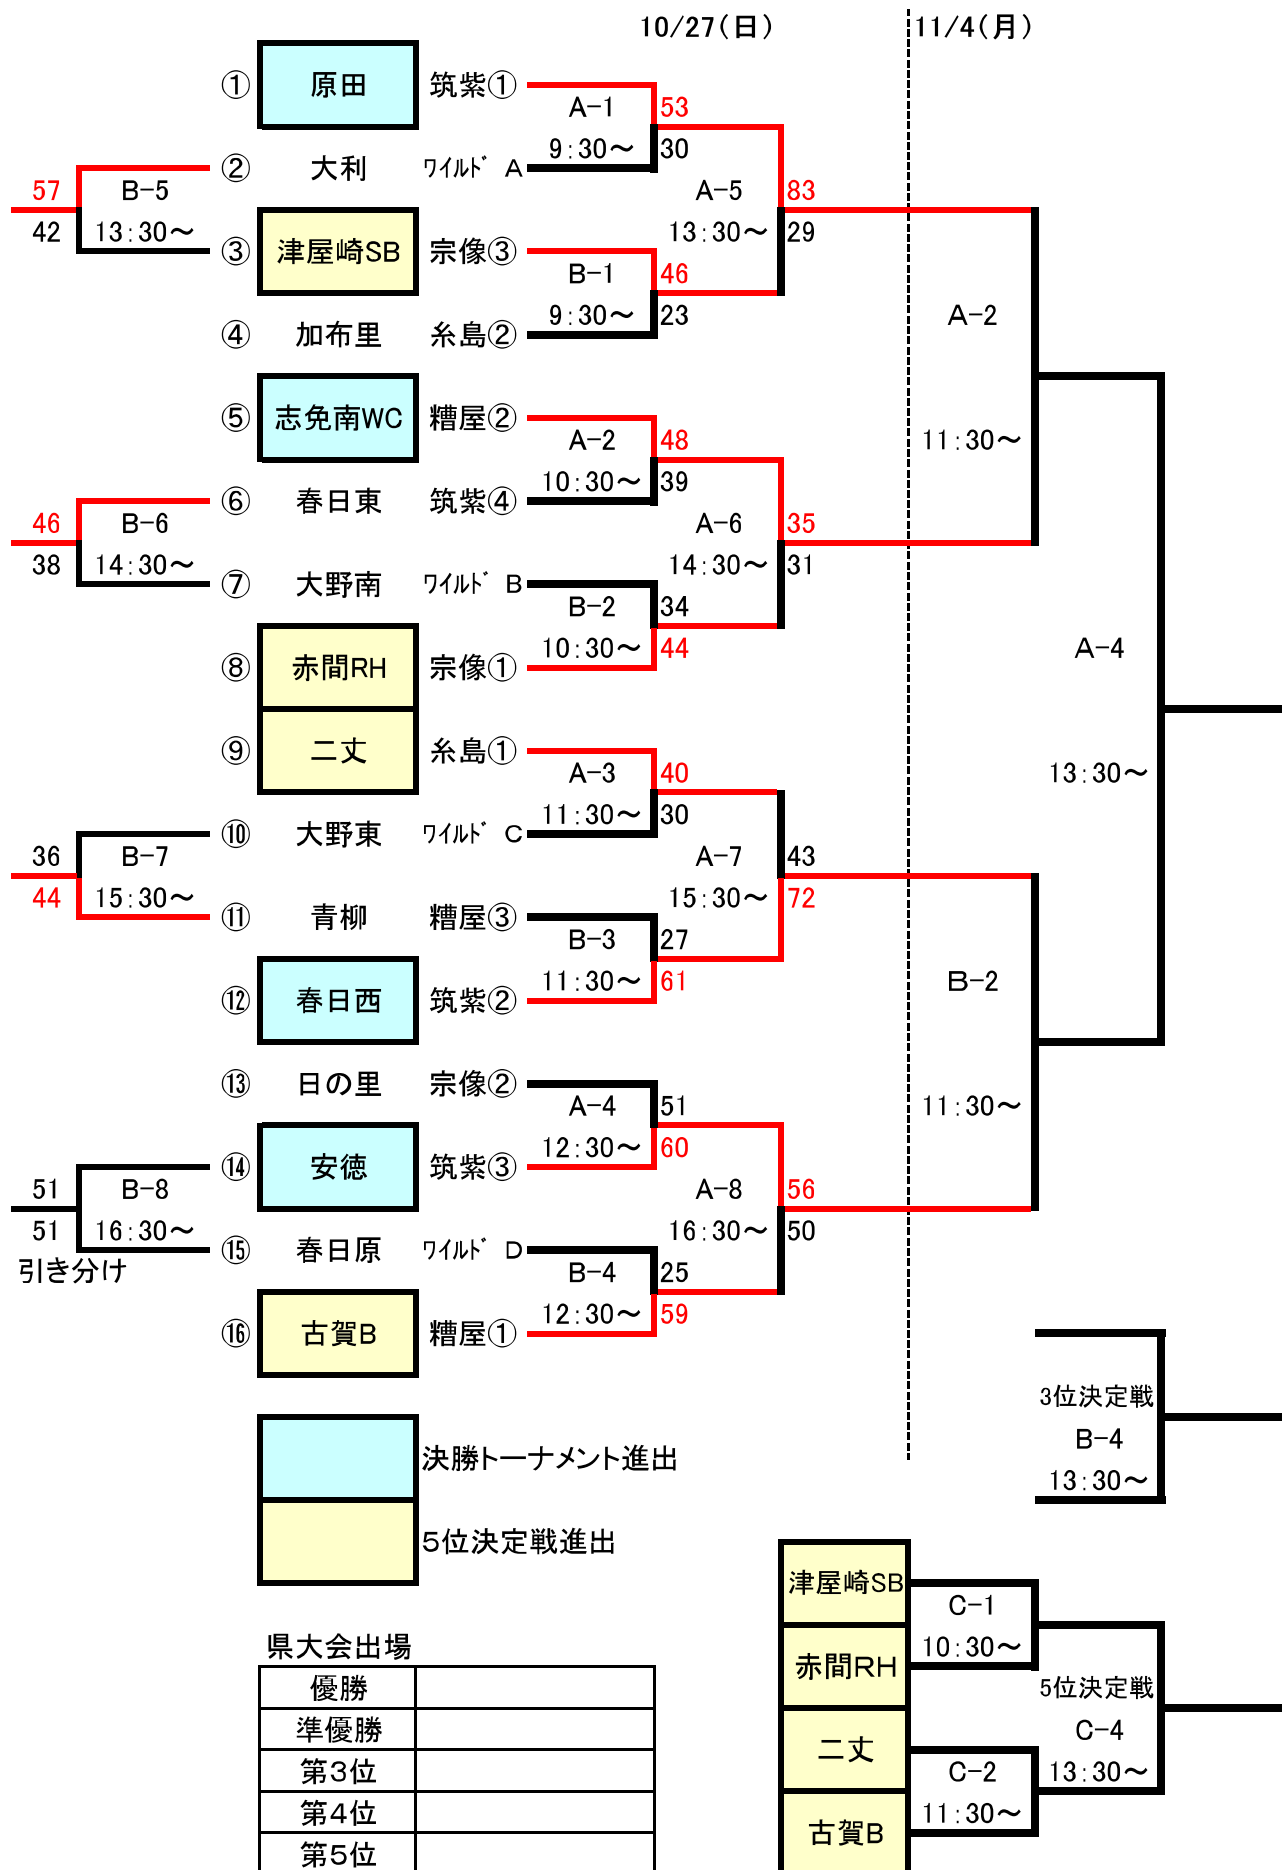 10/27(日)
11/4(月)
① 原田 筑紫①
A-1 53
9:30～ 30
② 大利 ﾜｲﾙﾄﾞ A
57 B-5
42 13:30～
A-5 83
13:30～ 29
③ 津屋崎SB 宗像③
B-1 46
9:30～ 23
④ 加布里 糸島②
A-2
11:30～
⑤ 志免南WC 糟屋②
A-2 48
10:30～ 39
⑥ 春日東 筑紫④
46 B-6
38 14:30～
A-6 35
14:30～ 31
⑦ 大野南 ﾜｲﾙﾄﾞ B
B-2 34
10:30～ 44
⑧ 赤間RH 宗像①
A-4
13:30～
⑨ 二丈 糸島①
A-3 40
11:30～ 30
⑩ 大野東 ﾜｲﾙﾄﾞ C
36 B-7
44 15:30～
A-7 43
15:30～ 72
⑪ 青柳 糟屋③
B-3 27
11:30～ 61
⑫ 春日西 筑紫②
B-2
11:30～
⑬ 日の里 宗像②
A-4 51
12:30～ 60
⑭ 安徳 筑紫③
51 B-8
51 16:30～
引き分け
A-8 56
16:30～ 50
⑮ 春日原 ﾜｲﾙﾄﾞ D
B-4 25
12:30～ 59
⑯ 古賀B 糟屋①
3位決定戦
B-4
13:30～
決勝トーナメント進出
5位決定戦進出
津屋崎SB
C-1
10:30～
赤間RH
5位決定戦
C-4
13:30～
二丈
C-2
11:30～
古賀B
県大会出場
優勝
準優勝
第3位
第4位
第5位